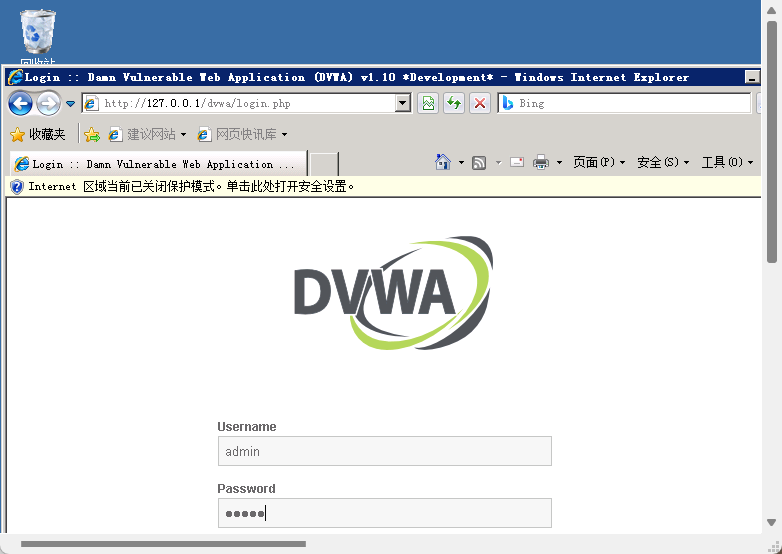 回收站
Login :: Damn Vulnerable Web Application (DVWA) v1.10 *Development* - Windows Internet Explorer
http://127.0.0.1/dvwa/login.php
Bing
收藏夹 建议网站 网页快讯库
Login :: Damn Vulnerable Web Application ... 页面(P) 安全(S) 工具(O)
Internet 区域当前已关闭保护模式。单击此处打开安全设置。
DVWA
Username
admin
Password
●●●●●